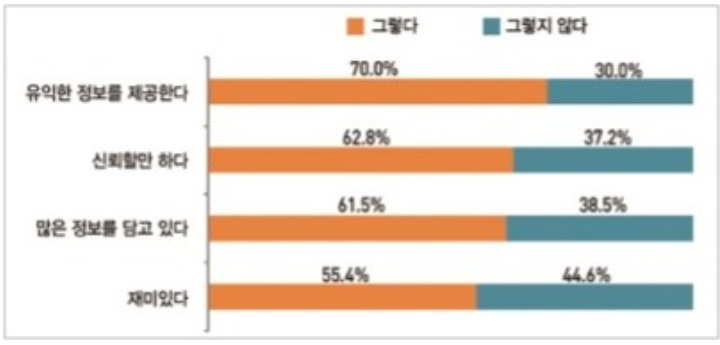 그렇다 그렇지 않다
70.0% 30.0%
유익한 정보를 제공한다
62.8% 37.2%
신뢰할만 하다
61.5% 38.5%
많은 정보를 담고 있다
55.4% 44.6%
재미있다